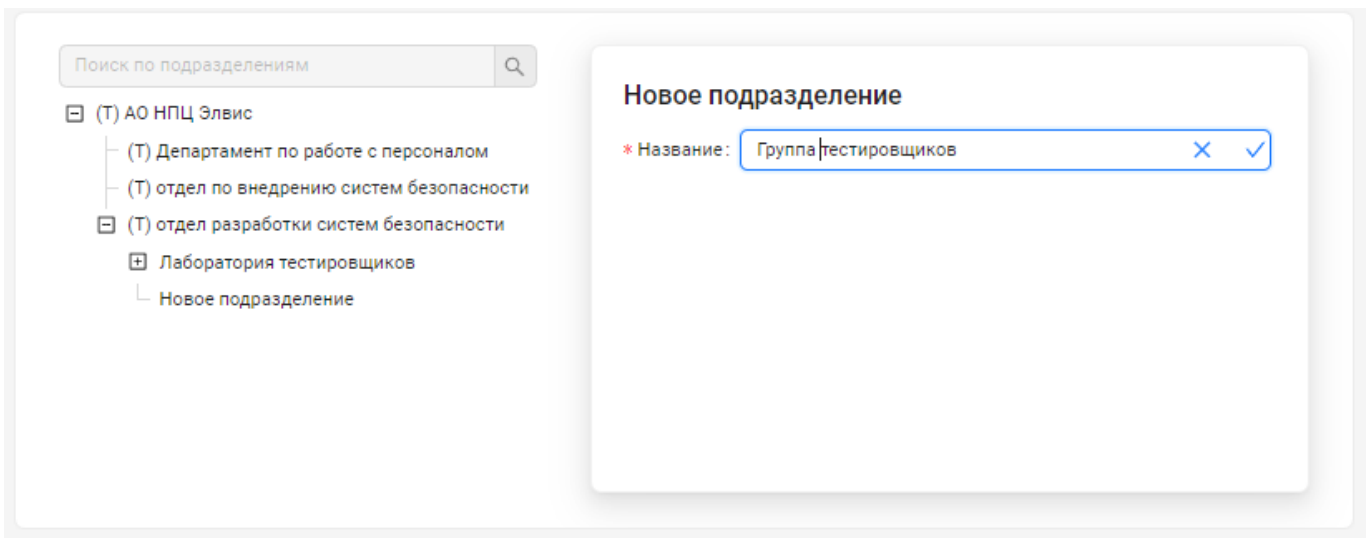 Поиск по подразделениям
(Т) АО НПЦ Элвис
(Т) Департамент по работе с персоналом
(Т) отдел по внедрению систем безопасности
(Т) отдел разработки систем безопасности
Лаборатория тестировщиков
Новое подразделение
Новое подразделение
* Название: Группа тестировщиков